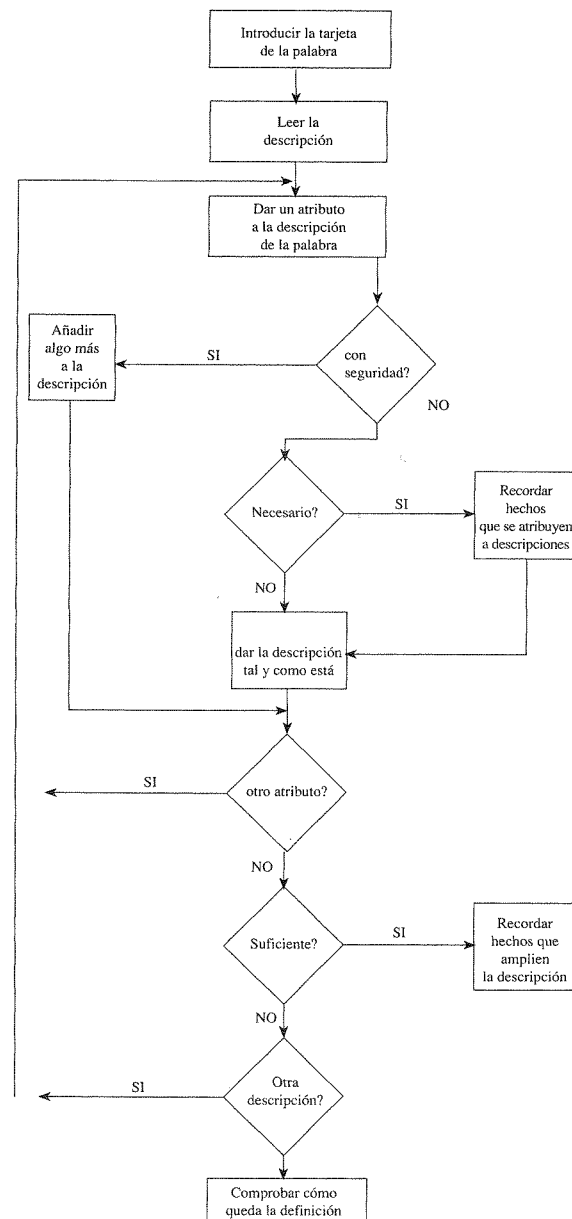 Introducir la tarjeta
de la palabra
Leer la
descripción
Dar un atributo
a la descripción
de la palabra
Añadir
algo más
a la
descripción
SI
con
seguridad?
NO
Necesario?
SI
Recordar
hechos
que se atribuyen
a descripciones
NO
dar la descripción
tal y como está
SI
otro atributo?
NO
Suficiente?
SI
Recordar
hechos que
amplien
la descripción
NO
SI
Otra
descripción?
Comprobar cómo
queda la definición